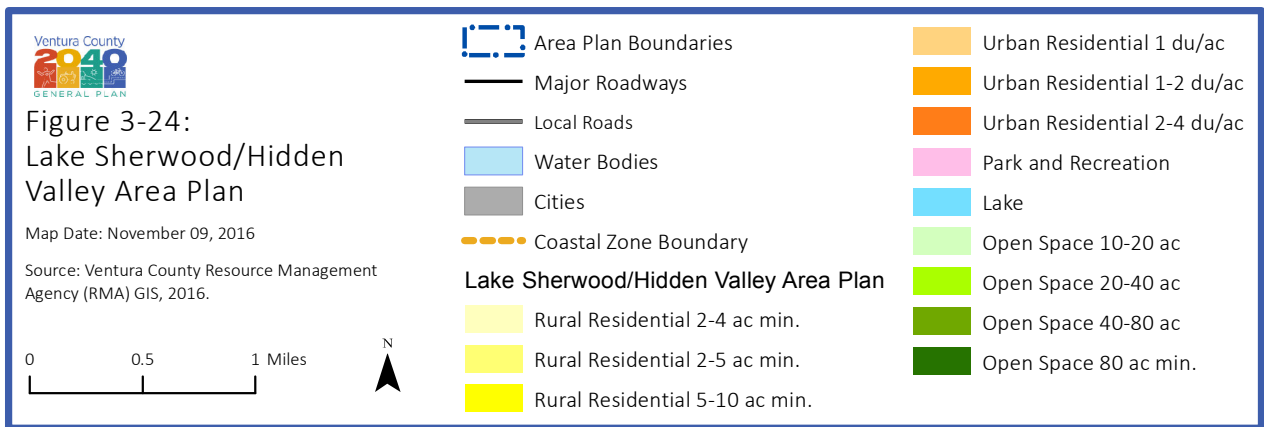 Ventura County
2040
GENERAL PLAN
Figure 3-24:
Lake Sherwood/Hidden
Valley Area Plan
Map Date: November 09, 2016
Source: Ventura County Resource Management
Agency (RMA) GIS, 2016.
0 0.5 1 Miles
N
Area Plan Boundaries
Major Roadways
Local Roads
Water Bodies
Cities
Coastal Zone Boundary
Lake Sherwood/Hidden Valley Area Plan
Rural Residential 2-4 ac min.
Rural Residential 2-5 ac min.
Rural Residential 5-10 ac min.
Urban Residential 1 du/ac
Urban Residential 1-2 du/ac
Urban Residential 2-4 du/ac
Park and Recreation
Lake
Open Space 10-20 ac
Open Space 20-40 ac
Open Space 40-80 ac
Open Space 80 ac min.